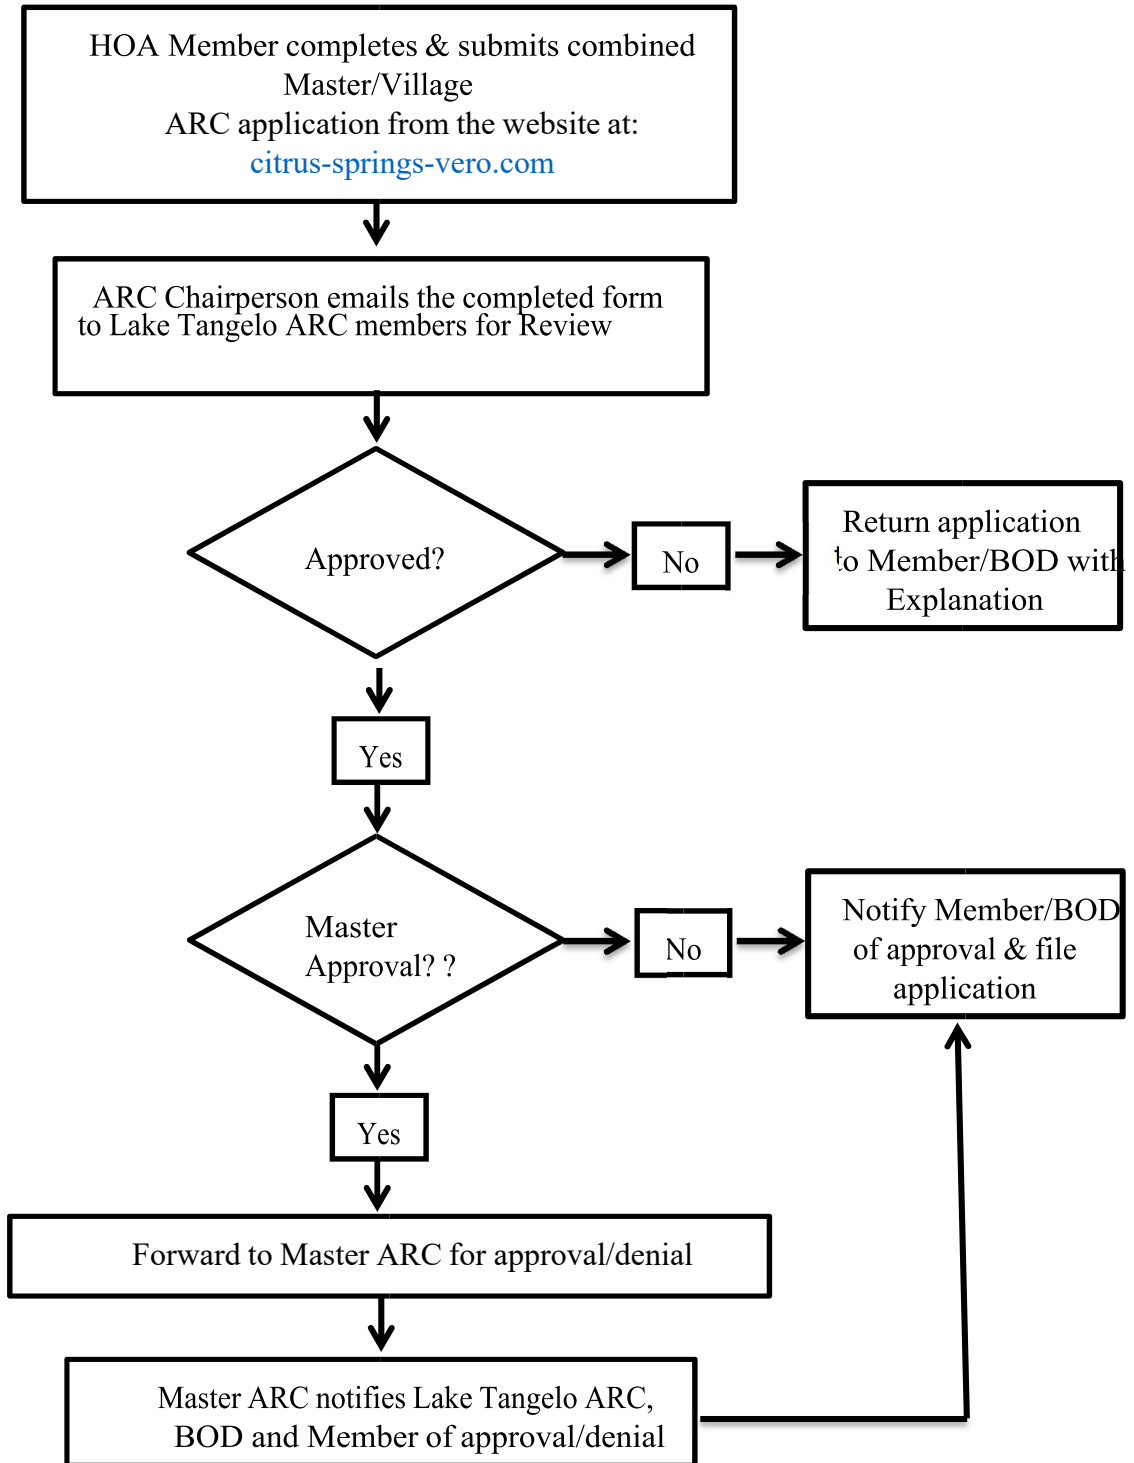 HOA Member completes & submits combined
Master/Village
ARC application from the website at:
citrus-springs-vero.com
ARC Chairperson emails the completed form
to Lake Tangelo ARC members for Review
Approved?
No
Return application
to Member/BOD with
Explanation
Yes
Master
Approval? ?
No
Notify Member/BOD
of approval & file
application
Yes
Forward to Master ARC for approval/denial
Master ARC notifies Lake Tangelo ARC,
BOD and Member of approval/denial